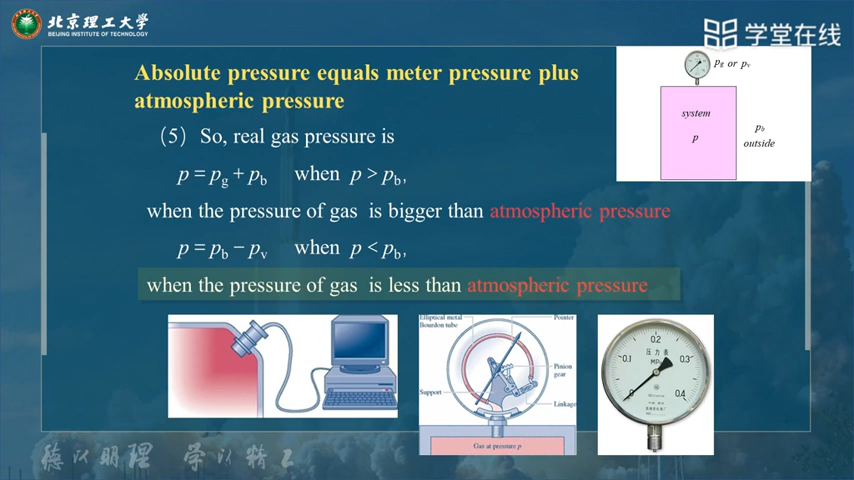 北京理工大学
BEIJING INSTITUTE OF TECHNOLOGY
学堂在线
Absolute pressure equals meter pressure plus
atmospheric pressure
（5）So, real gas pressure is
p = pg + pb when p > pb,
when the pressure of gas is bigger than atmospheric pressure
p = pb − pv when p < pb,
when the pressure of gas is less than atmospheric pressure
pg or pv
system
p
pb
outside
Elliptical metal
Bourdon tube
Pointer
Pinion
gear
Support
Linkage
Gas at pressure p
0.2
压力表
MPa
0.1
0.3
0
0.4
德以明理 学以精工